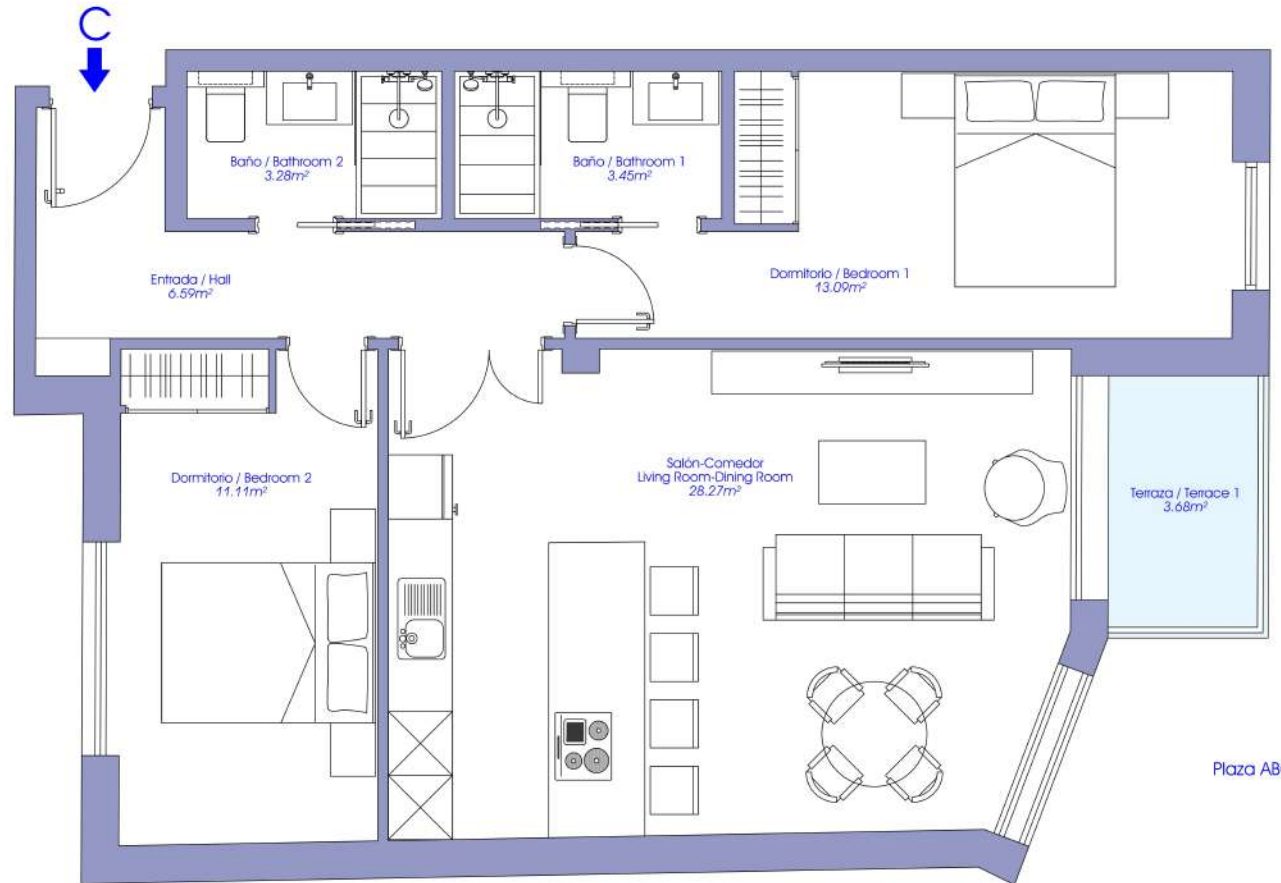 C
Baño / Bathroom 2
3.28m²
Baño / Bathroom 1
3.45m²
Entrada / Hall
6.59m²
Dormitorio / Bedroom 1
13.09m²
Dormitorio / Bedroom 2
11.11m²
Salón-Comedor
Living Room-Dining Room
28.27m²
Terraza / Terrace 1
3.68m²
Plaza AB